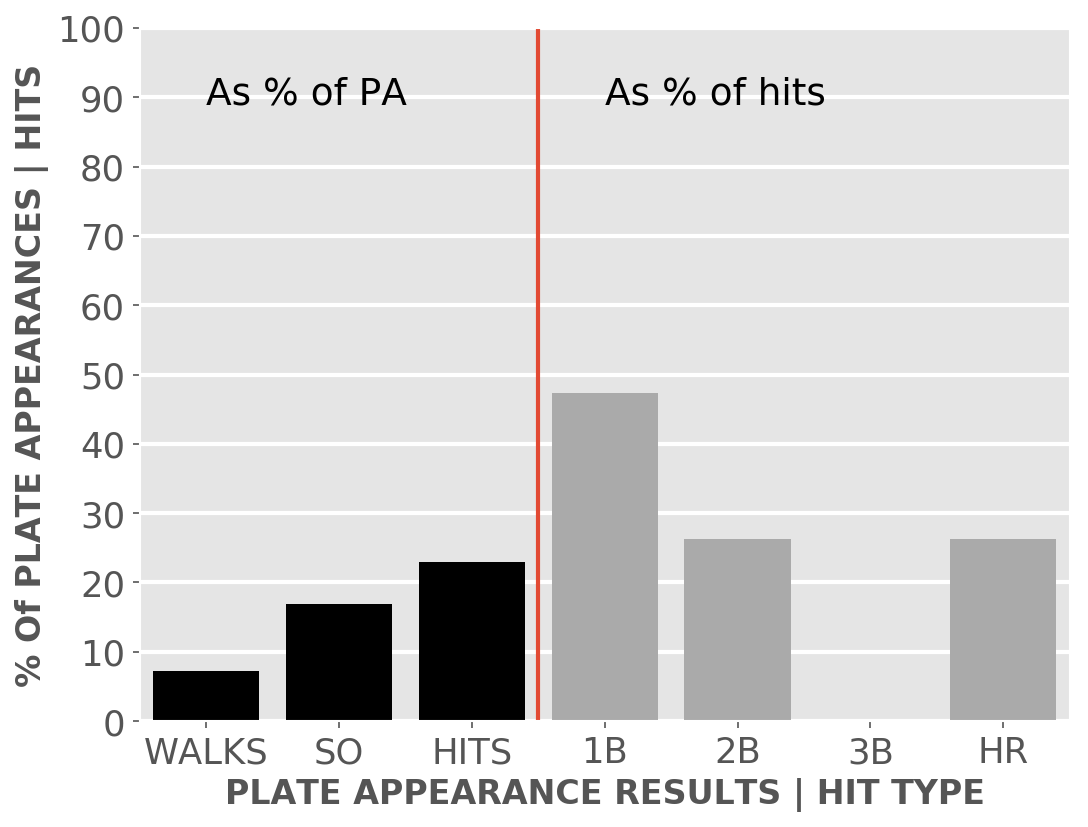 % Of PLATE APPEARANCES | HITS
100
90
80
70
60
50
40
30
20
10
0
As % of PA
As % of hits
WALKS SO HITS 1B 2B 3B HR
PLATE APPEARANCE RESULTS | HIT TYPE